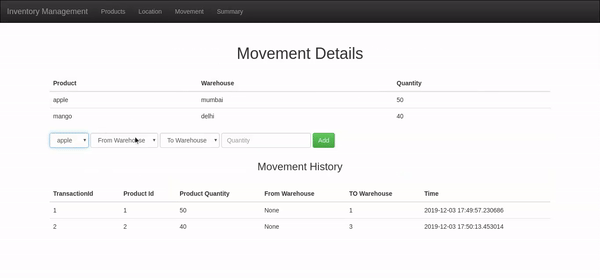 Inventory Management Products Location Movement Summary
Movement Details
Product Warehouse Quantity
apple mumbai 50
mango delhi 40
apple From Warehouse To Warehouse Quantity Add
Movement History
TransactionId Product Id Product Quantity From Warehouse TO Warehouse Time
1 1 50 None 1 2019-12-03 17:49:57.230686
2 2 40 None 3 2019-12-03 17:50:13.453014